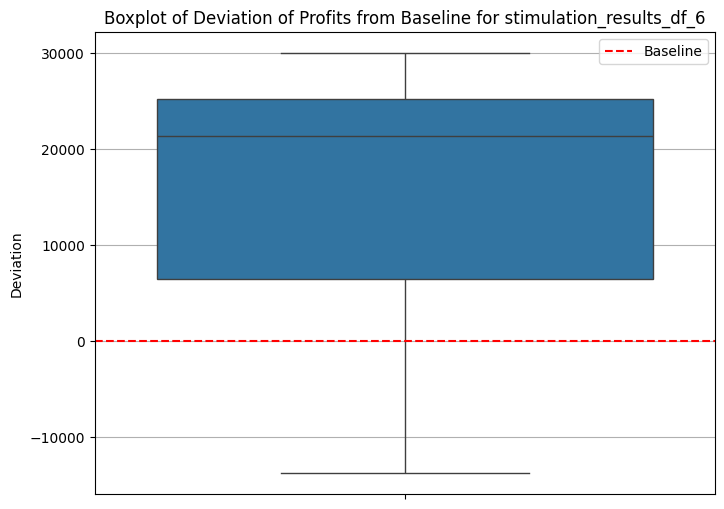 Boxplot of Deviation of Profits from Baseline for stimulation_results_df_6
Baseline
30000
20000
10000
0
−10000
Deviation